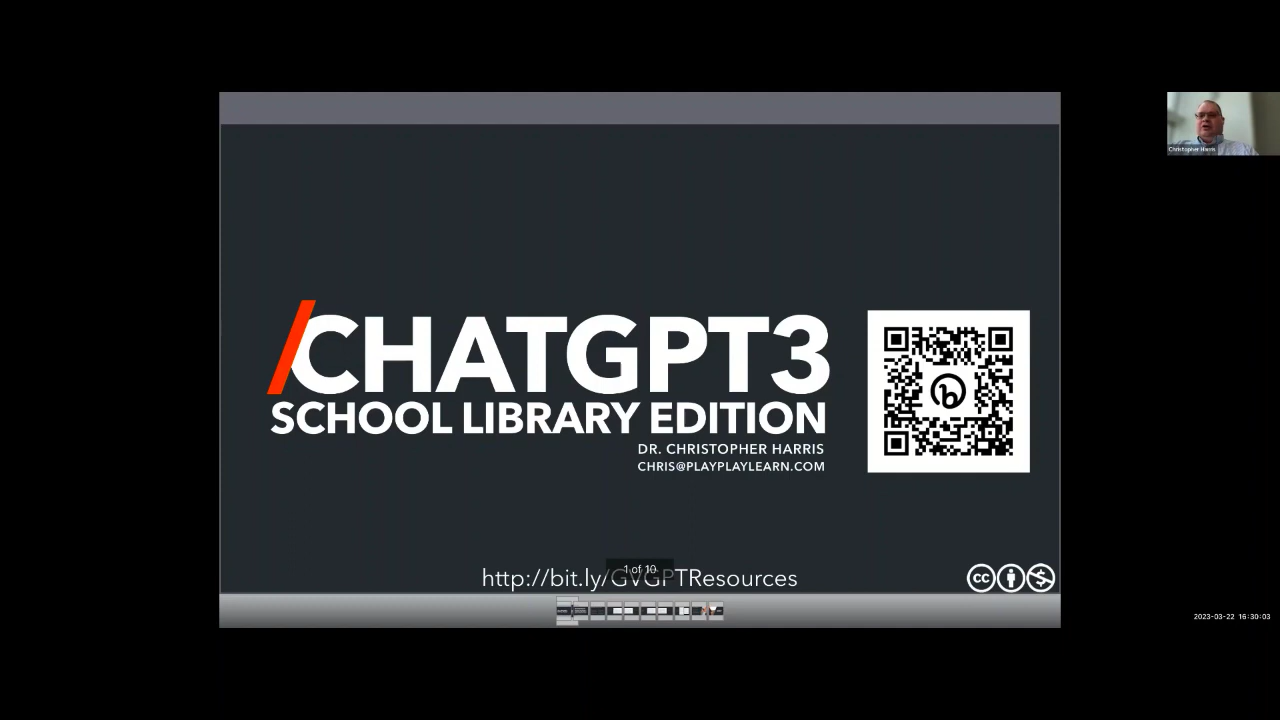 /CHATGPT3
SCHOOL LIBRARY EDITION
DR. CHRISTOPHER HARRIS
CHRIS@PLAYPLAYLEARN.COM
1 of 10
http://bit.ly/GVGPTResources
cc
Christopher Harris
2023-03-22 16:30:03